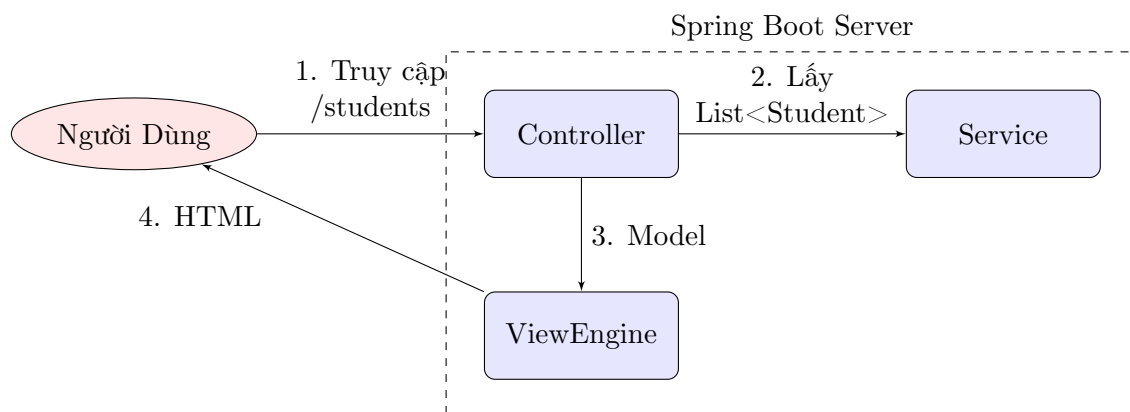 Spring Boot Server
1. Truy cập
/students
2. Lấy
List<Student>
Người Dùng
Controller
Service
4. HTML
3. Model
ViewEngine